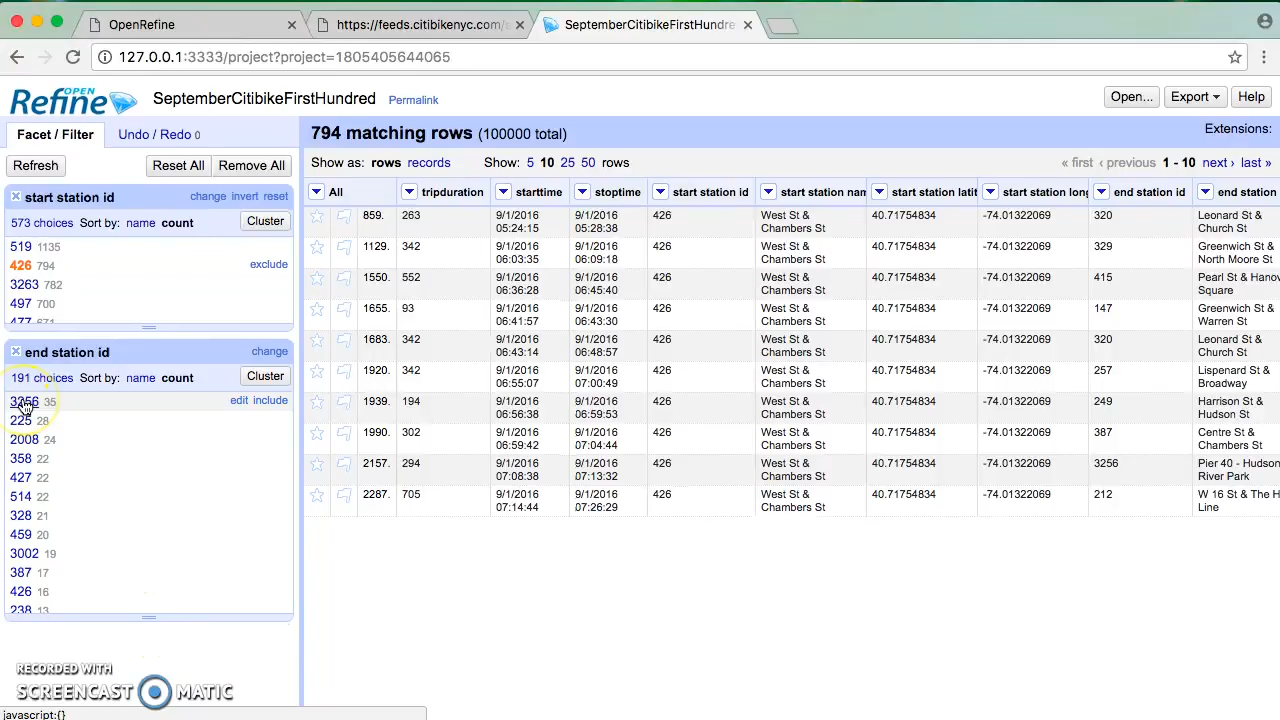 OpenRefine
https://feeds.citibikenyc.com/s
SeptemberCitibikeFirstHundre
127.0.0.1:3333/project?project=1805405644065
OPEN
Refine
SeptemberCitibikeFirstHundred
Permalink
Open...
Export
Help
Facet / Filter
Undo / Redo 0
794 matching rows (100000 total)
Extensions:
Refresh
Reset All
Remove All
Show as: rows records
Show: 5 10 25 50 rows
« first ‹ previous 1 - 10 next › last »
start station id
change invert reset
573 choices Sort by: name count
Cluster
519 1135
426 794
exclude
3263 782
497 700
477 671
end station id
change
191 choices Sort by: name count
Cluster
3256 35
edit include
225 28
2008 24
358 22
427 22
514 22
328 21
459 20
3002 19
387 17
426 16
238 13
All tripduration starttime stoptime start station id start station nam start station latit start station long end station id end station
859. 263 9/1/2016 05:24:15 9/1/2016 05:28:38 426 West St & Chambers St 40.71754834 -74.01322069 320 Leonard St & Church St
1129. 342 9/1/2016 06:03:35 9/1/2016 06:09:18 426 West St & Chambers St 40.71754834 -74.01322069 329 Greenwich St & North Moore St
1550. 552 9/1/2016 06:36:28 9/1/2016 06:45:40 426 West St & Chambers St 40.71754834 -74.01322069 415 Pearl St & Hanov Square
1655. 93 9/1/2016 06:41:57 9/1/2016 06:43:30 426 West St & Chambers St 40.71754834 -74.01322069 147 Greenwich St & Warren St
1683. 342 9/1/2016 06:43:14 9/1/2016 06:48:57 426 West St & Chambers St 40.71754834 -74.01322069 320 Leonard St & Church St
1920. 342 9/1/2016 06:55:07 9/1/2016 07:00:49 426 West St & Chambers St 40.71754834 -74.01322069 257 Lispenard St & Broadway
1939. 194 9/1/2016 06:56:38 9/1/2016 06:59:53 426 West St & Chambers St 40.71754834 -74.01322069 249 Harrison St & Hudson St
1990. 302 9/1/2016 06:59:42 9/1/2016 07:04:44 426 West St & Chambers St 40.71754834 -74.01322069 387 Centre St & Chambers St
2157. 294 9/1/2016 07:08:38 9/1/2016 07:13:32 426 West St & Chambers St 40.71754834 -74.01322069 3256 Pier 40 - Hudson River Park
2287. 705 9/1/2016 07:14:44 9/1/2016 07:26:29 426 West St & Chambers St 40.71754834 -74.01322069 212 W 16 St & The H Line
RECORDED WITH
SCREENCAST MATIC
javascript:{}